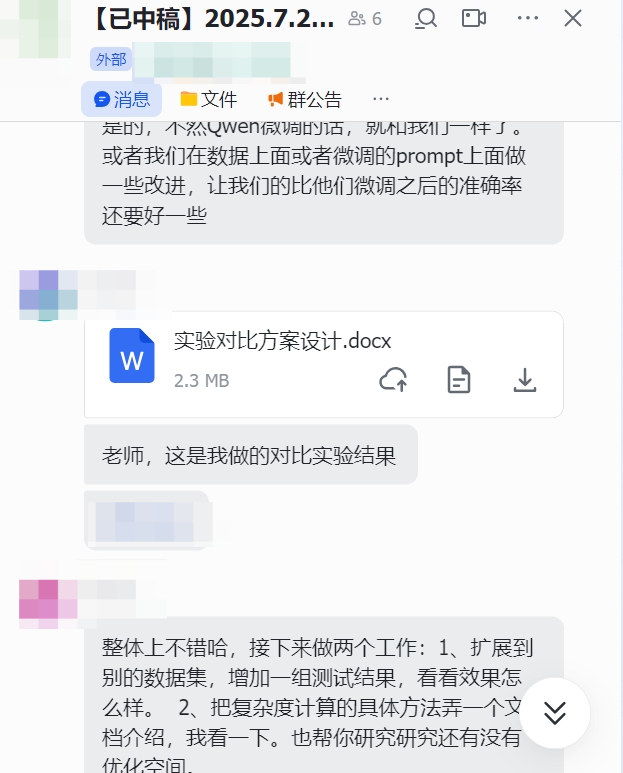 【已中稿】2025.7.2... 6
外部
消息 文件 群公告 ...
是的，不然Qwen微调的话，就和我们一样了。
或者我们在数据上面或者微调的prompt上面做
一些改进，让我们的比他们微调之后的准确率
还要好一些
W
实验对比方案设计.docx
2.3 MB
老师，这是我做的对比实验结果
整体上不错哈，接下来做两个工作：1、扩展到
别的数据集，增加一组测试结果，看看效果怎
么样。 2、把复杂度计算的具体方法弄一个文
档介绍，我看一下。也帮你研究研究还有没有
优化空间。